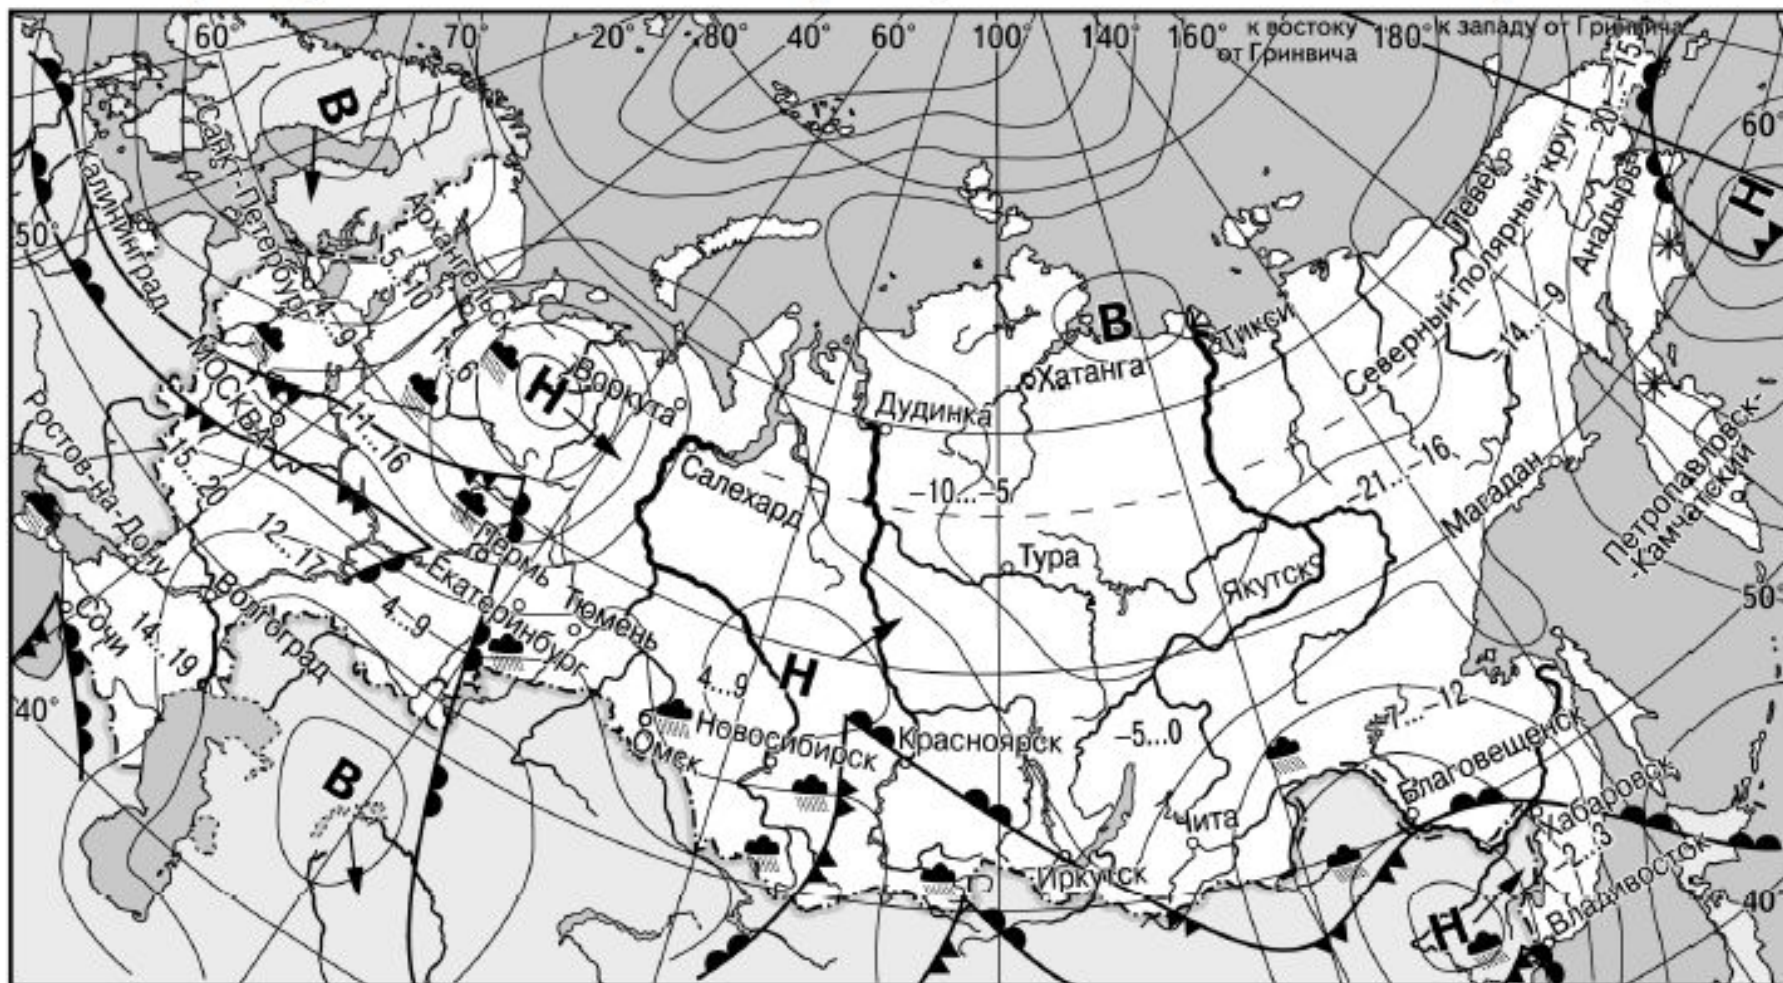 60°
70°
20°
80°
40°
60°
100°
140°
160°
180°
к востоку
от Гринвича
к западу от Гринвича
60°
50°
40°
50°
40°
В
Н
В
Н
Н
В
Н
Калининград
Санкт-Петербург
Архангельск
МОСКВА
Воркута
Салехард
Дудинка
Хатанга
Тикси
Певек
Анадырь
Северный полярный круг
Ростов-на-Дону
Сочи
Волгоград
Пермь
Екатеринбург
Тюмень
Омск
Новосибирск
Красноярск
Тура
Якутск
Магадан
Петропавловск-
-Камчатский
Иркутск
Чита
Благовещенск
Хабаровск
Владивосток
5...10
4...9
1...6
11...16
15...20
12...17
14...19
4...9
4...9
–10...–5
–21...–16
–14...–9
–20...–15
–5...0
–7...–12
–2...3